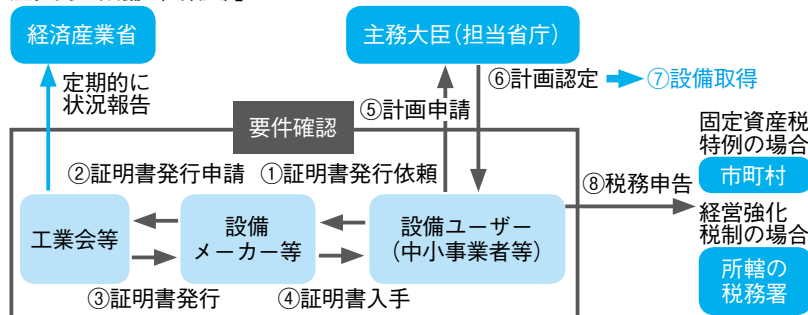 経済産業省
主務大臣（担当省庁）
定期的に
状況報告
⑥計画認定
⑦設備取得
⑤計画申請
要件確認
固定資産税
特例の場合
②証明書発行申請
①証明書発行依頼
⑧税務申告
市町村
工業会等
設備
メーカー等
設備ユーザー
（中小事業者等）
経営強化
税制の場合
③証明書発行
④証明書入手
所轄の
税務署